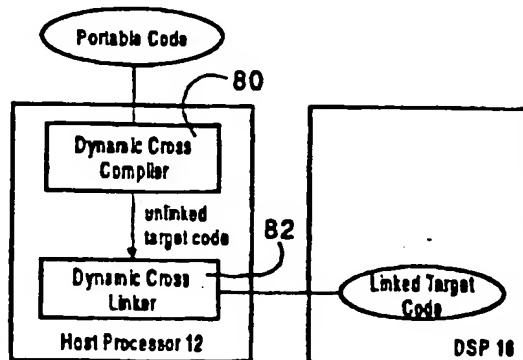 Portable Code
80
Dynamic Cross
Compiler
unlinked
target code
82
Dynamic Cross
Linker
Linked Target
Code
Host Processor 12
DSP 16